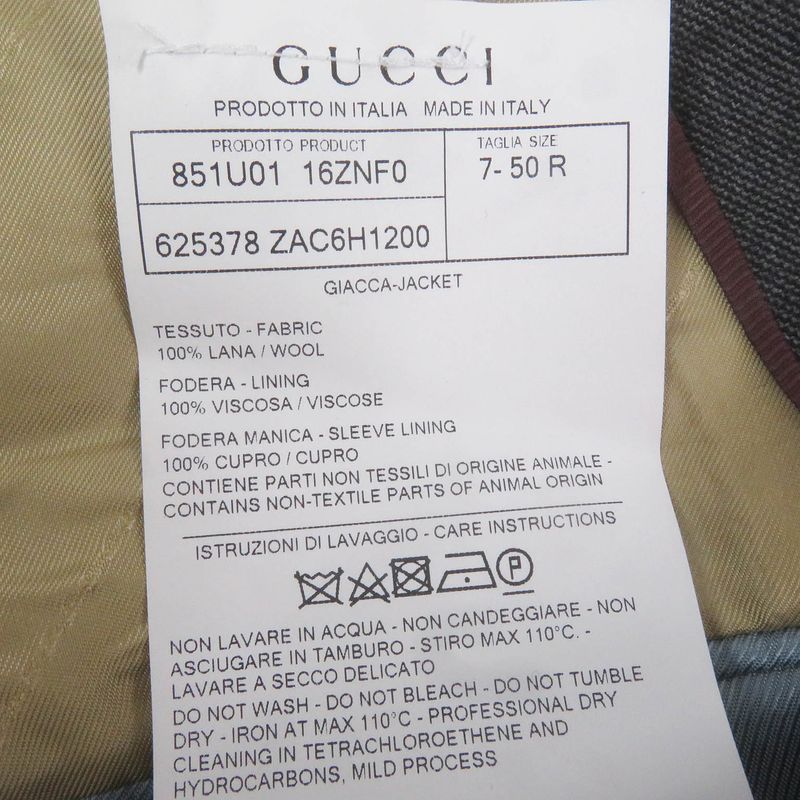 GUCCI
PRODOTTO IN ITALIA MADE IN ITALY
PRODOTTO PRODUCT
851U01 16ZNF0
TAGLIA SIZE
7- 50 R
625378 ZAC6H1200
GIACCA-JACKET
TESSUTO - FABRIC
100% LANA / WOOL
FODERA - LINING
100% VISCOSA / VISCOSE
FODERA MANICA - SLEEVE LINING
100% CUPRO / CUPRO
CONTIENE PARTI NON TESSILI DI ORIGINE ANIMALE -
CONTAINS NON-TEXTILE PARTS OF ANIMAL ORIGIN
ISTRUZIONI DI LAVAGGIO - CARE INSTRUCTIONS
P
NON LAVARE IN ACQUA - NON CANDEGGIARE - NON
ASCIUGARE IN TAMBURO - STIRO MAX 110°C. -
LAVARE A SECCO DELICATO
DO NOT WASH - DO NOT BLEACH - DO NOT TUMBLE
DRY - IRON AT MAX 110°C - PROFESSIONAL DRY
CLEANING IN TETRACHLOROETHENE AND
HYDROCARBONS, MILD PROCESS